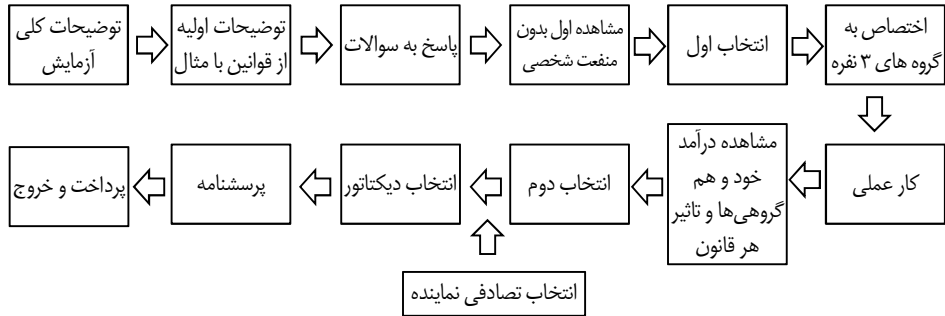 توضیحات کلی
آزمایش
توضیحات اولیه
از قوانین با مثال
پاسخ به سوالات
مشاهده اول بدون
منفعت شخصی
انتخاب اول
اختصاص به
گروه های ۳ نفره
کار عملی
مشاهده درآمد
خود و هم
گروهی‌ها و تاثیر
هر قانون
انتخاب دوم
انتخاب دیکتاتور
پرسشنامه
پرداخت و خروج
انتخاب تصادفی نماینده